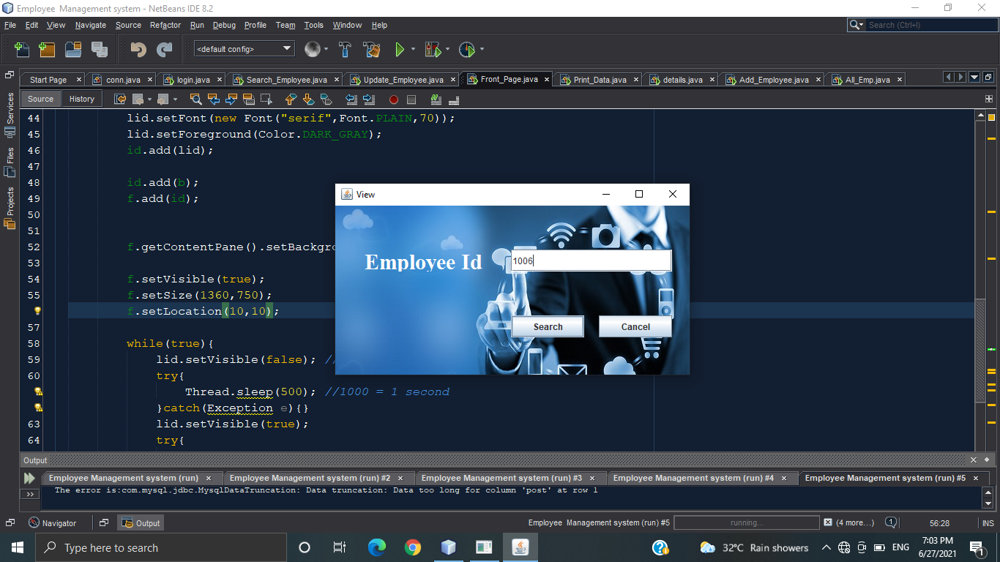 Employee  Management system - NetBeans IDE 8.2
File Edit View Navigate Source Refactor Run Debug Profile Team Tools Window Help
Search (Ctrl+I)
<default config>
Start Page conn.java login.java Search_Employee.java Update_Employee.java Front_Page.java Print_Data.java details.java Add_Employee.java All_Emp.java
Source History
Services
Files
Projects
44 lid.setFont(new Font("serif",Font.PLAIN,70));
45 lid.setForeground(Color.DARK_GRAY);
46 id.add(lid);
47
48 id.add(b);
49 f.add(id);
50
51
52 f.getContentPane().setBackgro
53
54 f.setVisible(true);
55 f.setSize(1360,750);
f.setLocation(10,10);
57
58 while(true){
59 lid.setVisible(false); //
60 try{
Thread.sleep(500); //1000 = 1 second
}catch(Exception e){}
63 lid.setVisible(true);
64 try{
View
Employee Id
1006
Search Cancel
Output
Employee Management system (run) Employee Management system (run) #2 Employee Management system (run) #3 Employee Management system (run) #4 Employee Management system (run) #5
>> The error is:com.mysql.jdbc.MysqlDataTruncation: Data truncation: Data too long for column 'post' at row 1
Navigator Output
Employee  Management system (run) #5 running... (4 more...) 1 56:28 INS
Type here to search
32°C Rain showers
ENG
7:03 PM
6/27/2021
1